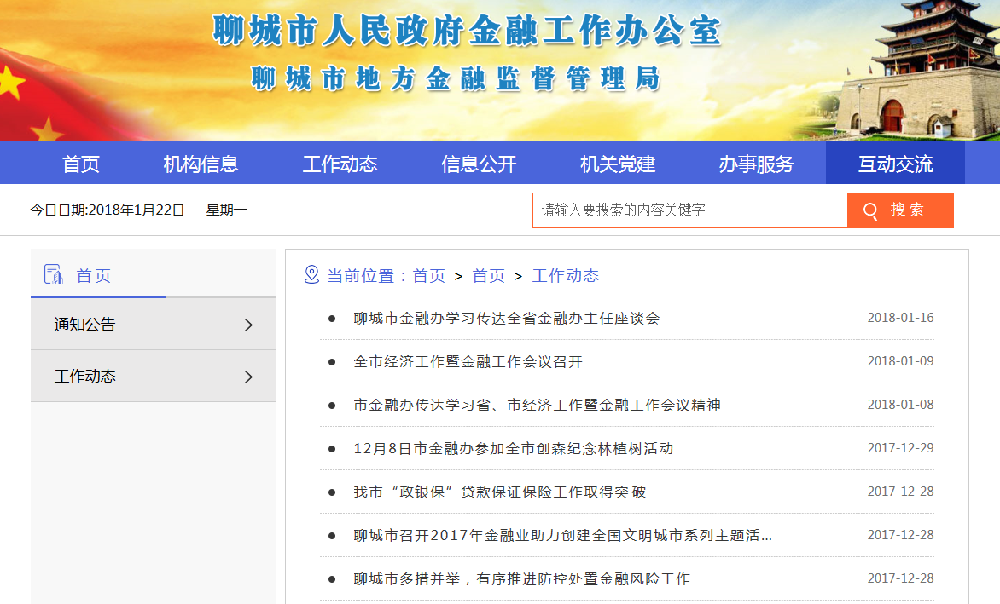 聊城市人民政府金融工作办公室
聊城市地方金融监督管理局
首页 机构信息 工作动态 信息公开 机关党建 办事服务 互动交流
今日日期:2018年1月22日 星期一 请输入要搜索的内容关键字 搜 索
首页
通知公告
工作动态
当前位置：首页 > 首页 > 工作动态
聊城市金融办学习传达全省金融办主任座谈会 2018-01-16
全市经济工作暨金融工作会议召开 2018-01-09
市金融办传达学习省、市经济工作暨金融工作会议精神 2018-01-08
12月8日市金融办参加全市创森纪念林植树活动 2017-12-29
我市“政银保”贷款保证保险工作取得突破 2017-12-28
聊城市召开2017年金融业助力创建全国文明城市系列主题活... 2017-12-28
聊城市多措并举，有序推进防控处置金融风险工作 2017-12-28